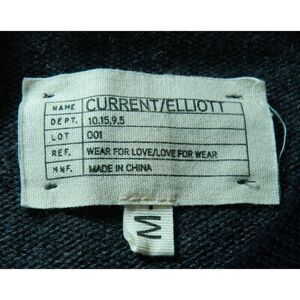 NAME CURRENT/ELLIOTT
DEPT. 10.15.9.5
LOT 001
REF. WEAR FOR LOVE/LOVE FOR WEAR
MNF. MADE IN CHINA
M